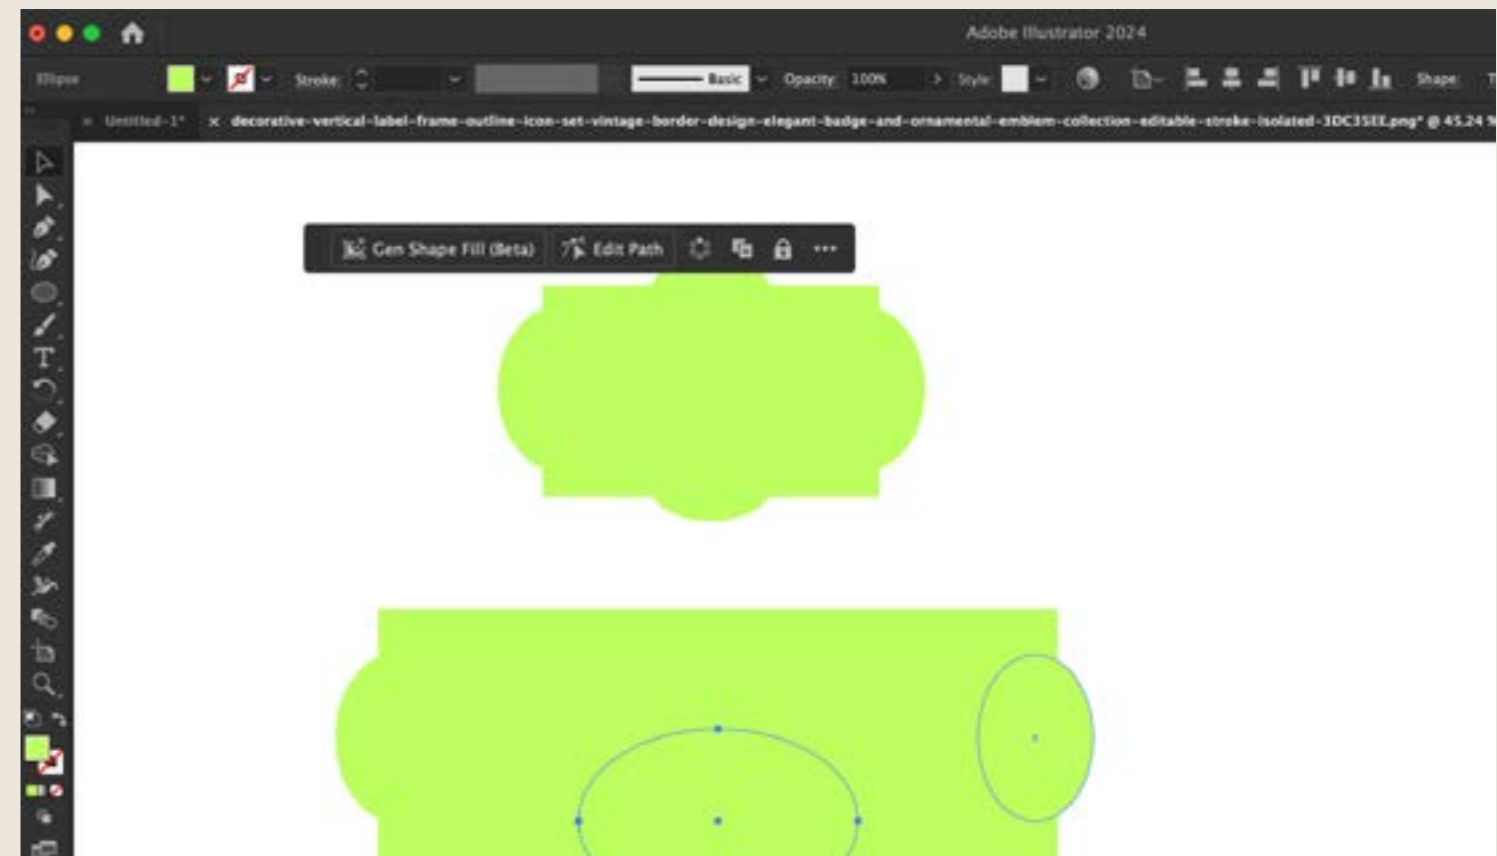 Adobe Illustrator 2024
Ellipse Stroke: Basic Opacity: 100% Style: Shape:
× Untitled-1* × decorative-vertical-label-frame-outline-icon-set-vintage-border-design-elegant-badge-and-ornamental-emblem-collection-editable-stroke-isolated-3DC35EE.png* @ 45.24 %
Gen Shape Fill (Beta) Edit Path